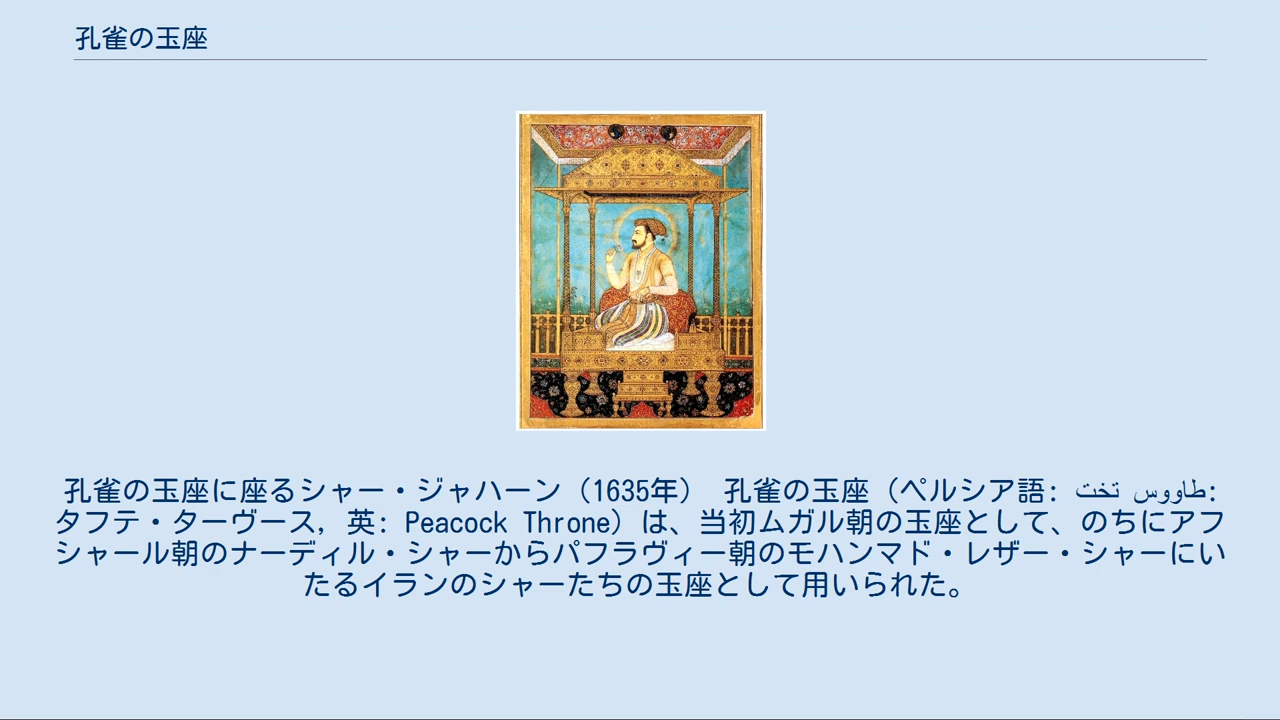 孔雀の玉座
孔雀の玉座に座るシャー・ジャハーン（1635年） 孔雀の玉座（ペルシア語: طاووس تخت:
タフテ・ターヴース, 英: Peacock Throne）は、当初ムガル朝の玉座として、のちにアフ
シャール朝のナーディル・シャーからパフラヴィー朝のモハンマド・レザー・シャーにい
たるイランのシャーたちの玉座として用いられた。